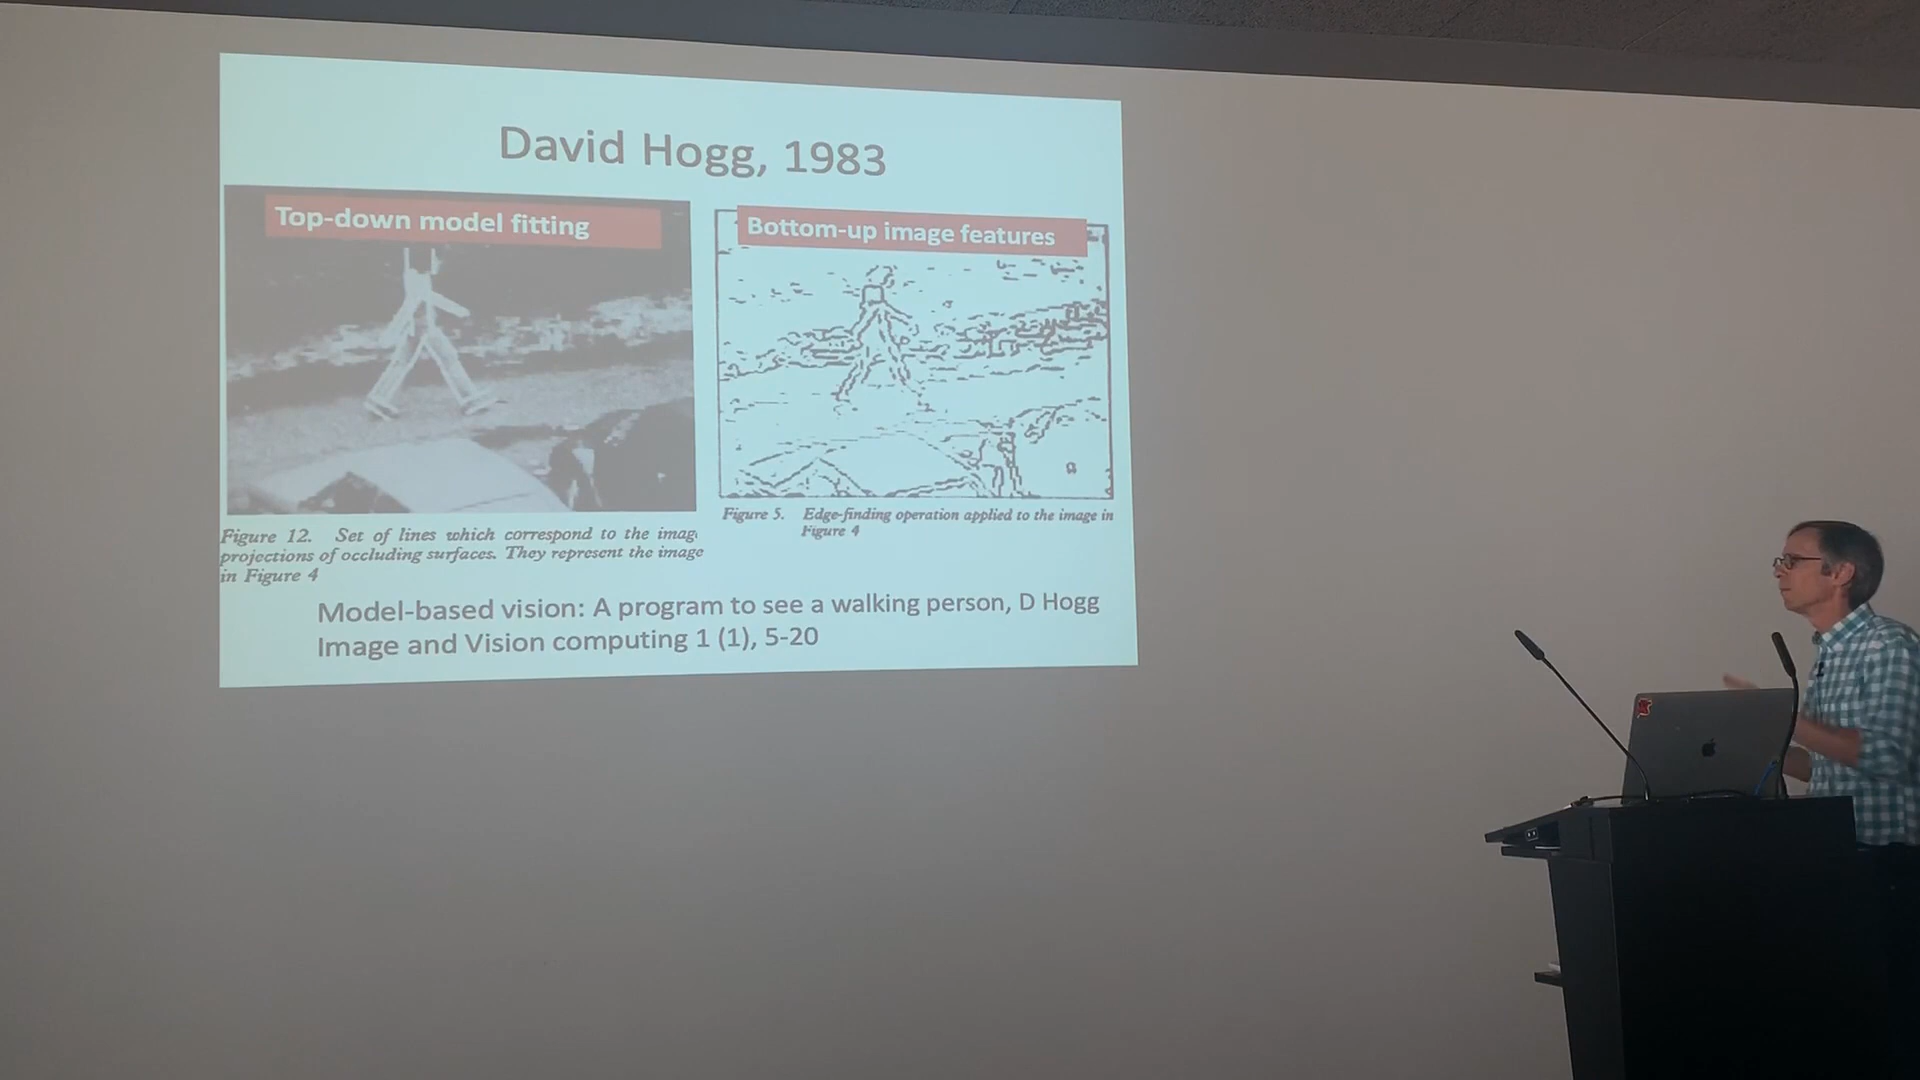 David Hogg, 1983
Top-down model fitting
Bottom-up image features
Figure 12. Set of lines which correspond to the imag
projections of occluding surfaces. They represent the image
in Figure 4
Figure 5. Edge-finding operation applied to the image in
Figure 4
Model-based vision: A program to see a walking person, D Hogg
Image and Vision computing 1 (1), 5-20